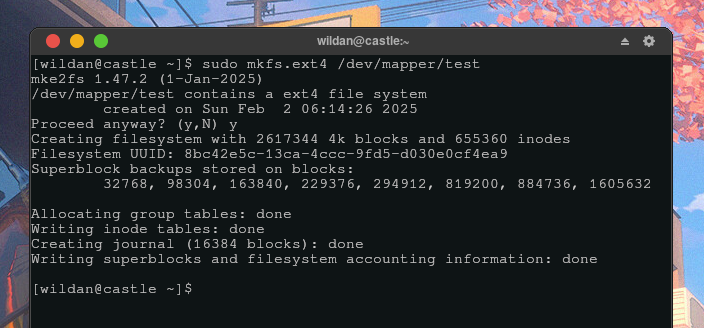 wildan@castle:~
[wildan@castle ~]$ sudo mkfs.ext4 /dev/mapper/test
mke2fs 1.47.2 (1-Jan-2025)
/dev/mapper/test contains a ext4 file system
        created on Sun Feb  2 06:14:26 2025
Proceed anyway? (y,N) y
Creating filesystem with 2617344 4k blocks and 655360 inodes
Filesystem UUID: 8bc42e5c-13ca-4ccc-9fd5-d030e0cf4ea9
Superblock backups stored on blocks:
        32768, 98304, 163840, 229376, 294912, 819200, 884736, 1605632
Allocating group tables: done
Writing inode tables: done
Creating journal (16384 blocks): done
Writing superblocks and filesystem accounting information: done
[wildan@castle ~]$